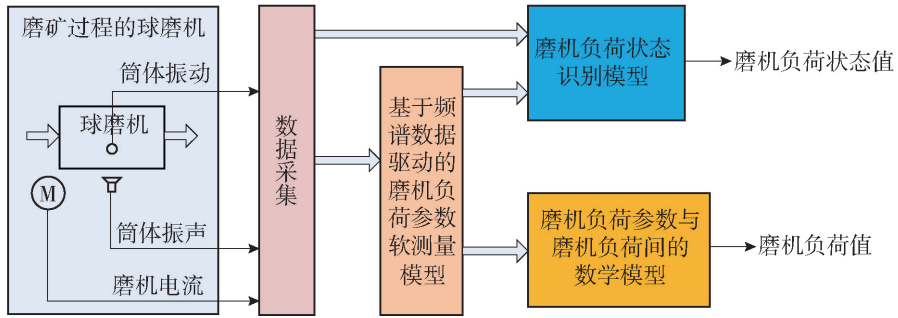 磨矿过程的球磨机
筒体振动
球磨机
M
筒体振声
磨机电流
数据采集
基于频
谱数据
驱动的
磨机负
荷参数
软测量
模型
磨机负荷状态
识别模型
磨机负荷状态值
磨机负荷参数与
磨机负荷间的
数学模型
磨机负荷值